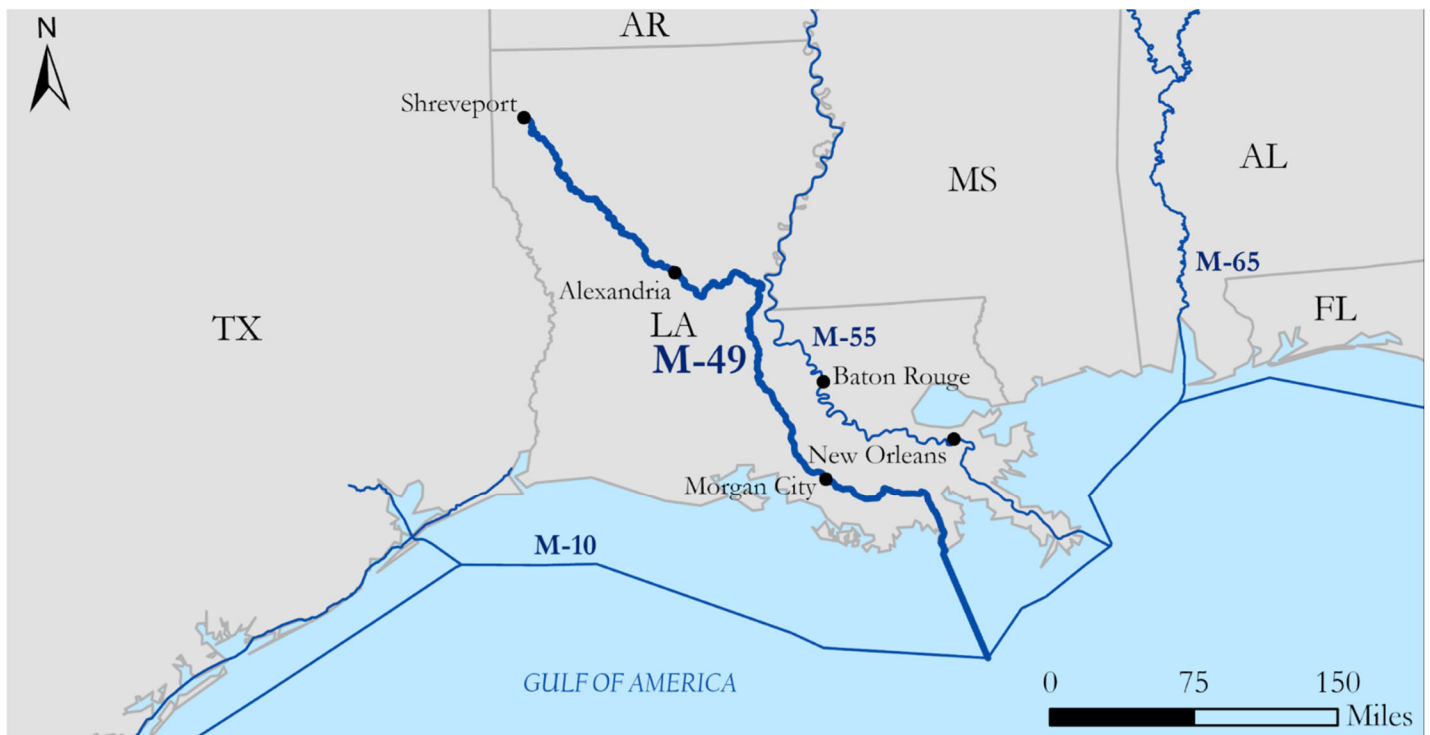 N
AR
Shreveport
MS
AL
M-65
Alexandria
LA
TX
FL
M-55
M-49
Baton Rouge
New Orleans
Morgan City
M-10
GULF OF AMERICA
0 75 150
Miles